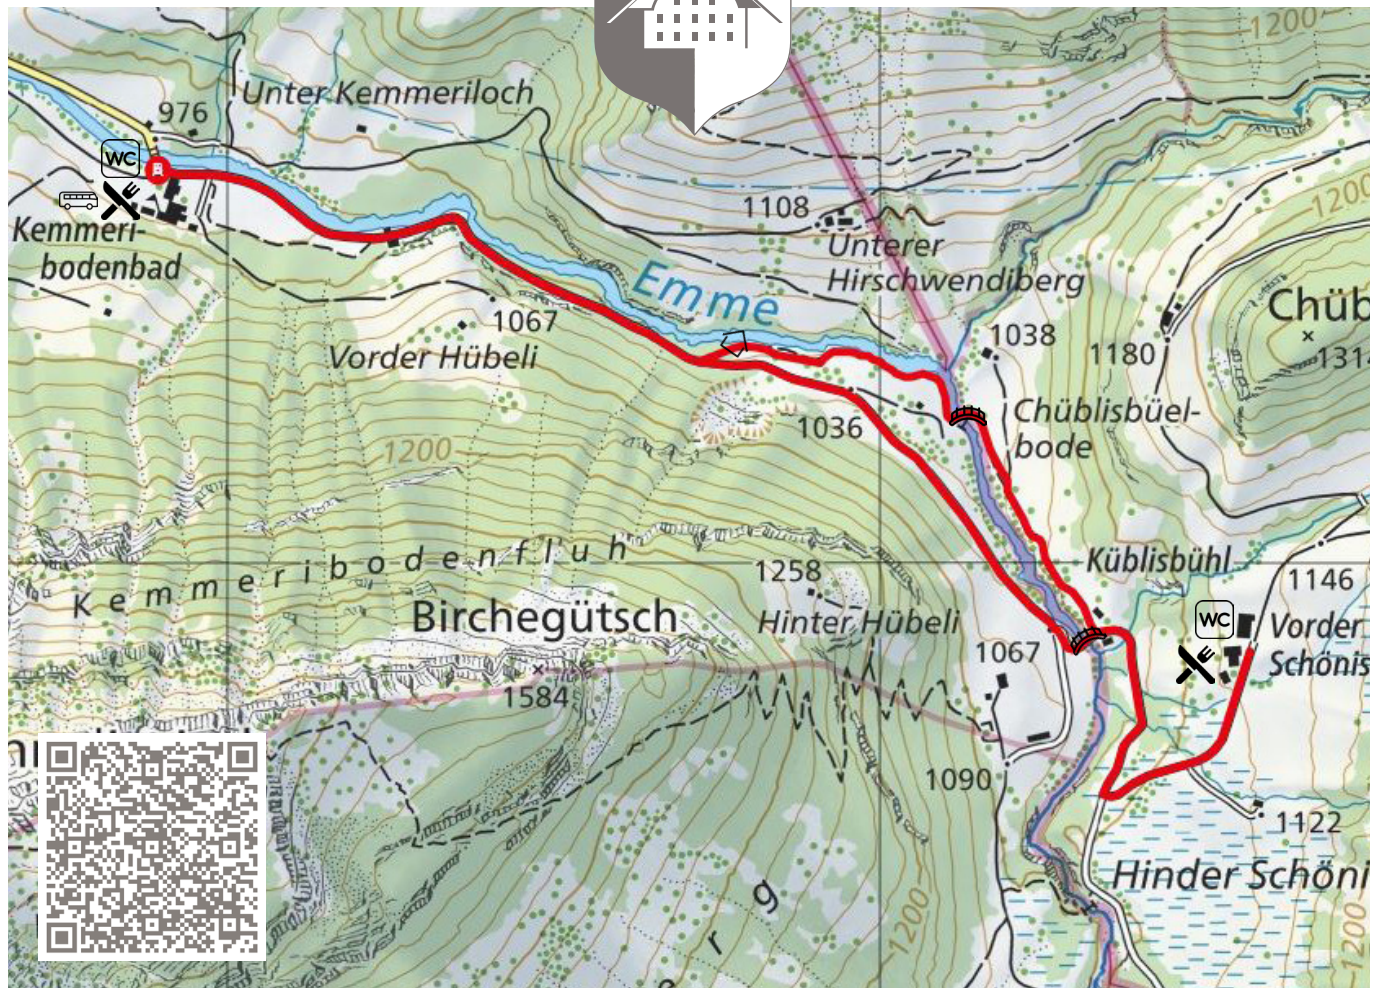 1200
Unter Kemmeriloch
976
WC
1200
1108
Kemmeri-
bodenbad
Unterer
Hirschwendiberg
Emme
1067
1038
Chüb
1180
1314
Vorder Hübeli
Chüblisbüel-
bode
1036
1200
Kemmeribodenfluh
Küblisbühl
1258
1146
Birchegütsch
Hinter Hübeli
WC
Vorder
Schönis
1067
1584
1090
1122
Hinder Schöni
g
1200
r
1200
e